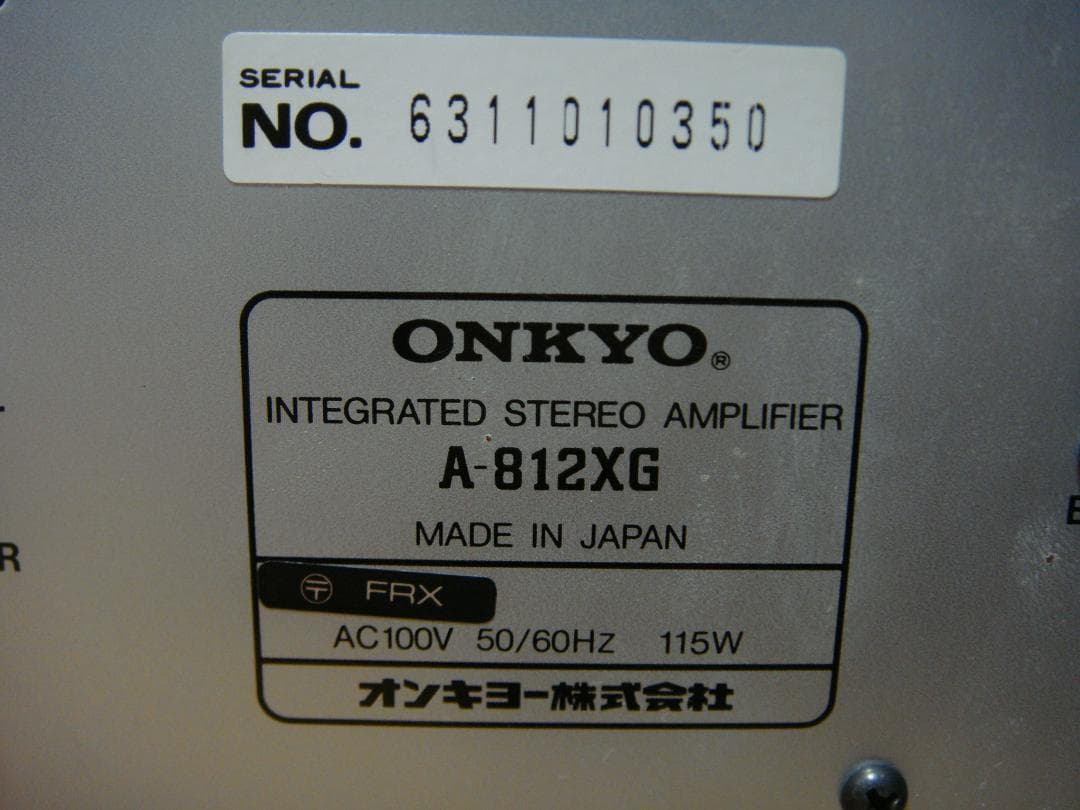 SERIAL
NO. 6311010350
ONKYO®
INTEGRATED STEREO AMPLIFIER
A-812XG
MADE IN JAPAN
〶 FRX
AC100V 50/60Hz 115W
オンキヨー株式会社
R